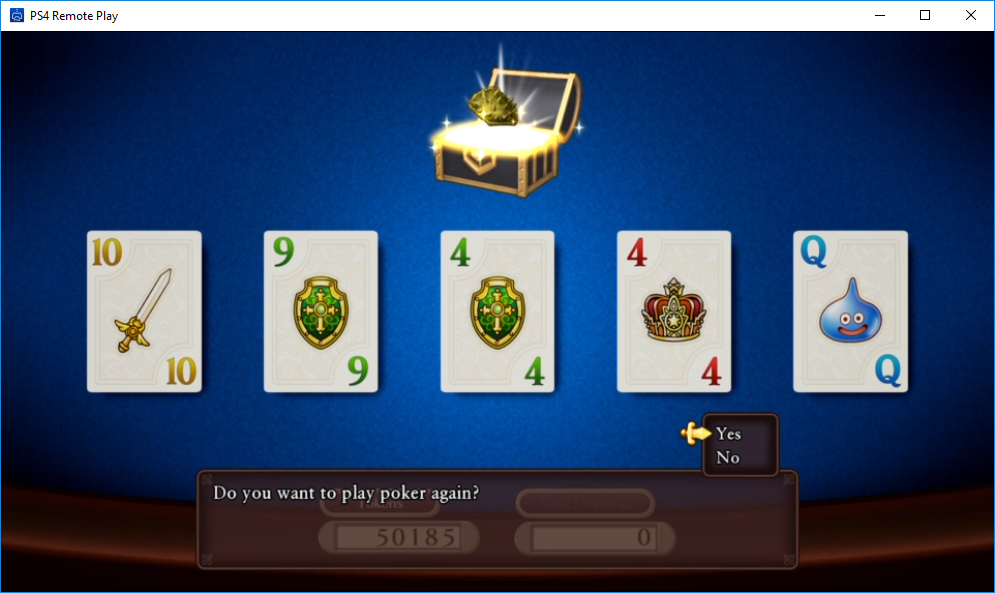 PS4 Remote Play
10 9 4 4 Q
10 9 4 4 Q
Yes
No
Do you want to play poker again?
Tokens
50185 0